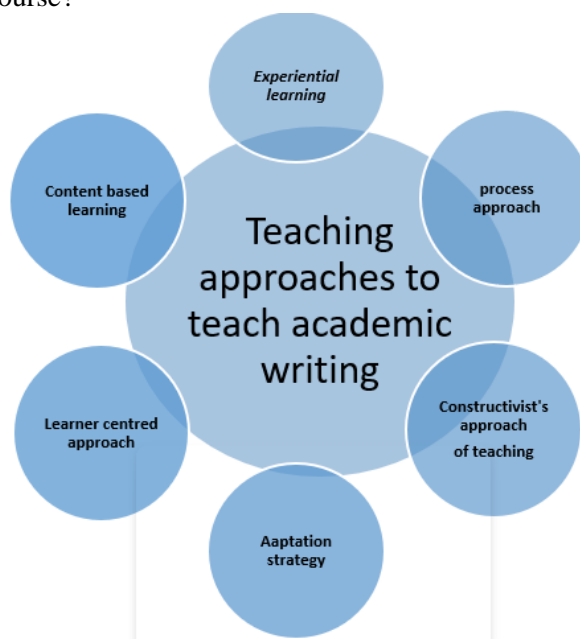 ourse?
Experiential
learning
Content based
learning
process
approach
Teaching
approaches to
teach academic
writing
Learner centred
approach
Constructivist's
approach
of teaching
Aaptation
strategy